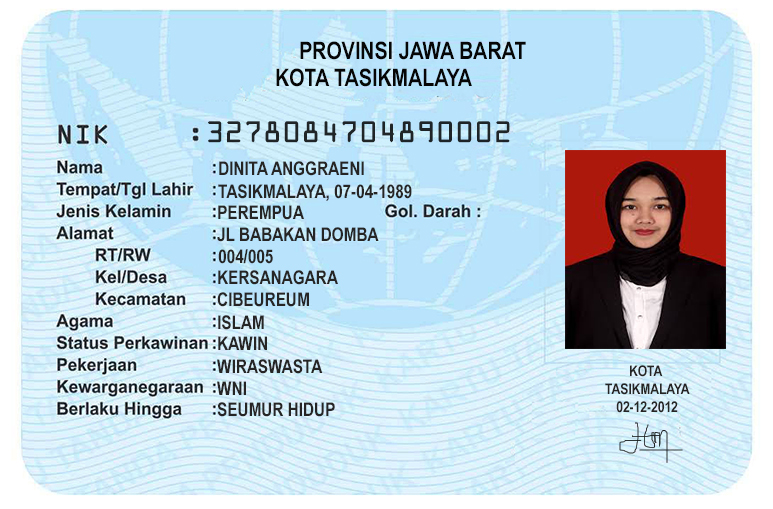 PROVINSI JAWA BARAT
KOTA TASIKMALAYA
NIK :3278084704890002
Nama :DINITA ANGGRAENI
Tempat/Tgl Lahir :TASIKMALAYA, 07-04-1989
Jenis Kelamin :PEREMPUA Gol. Darah :
Alamat :JL BABAKAN DOMBA
RT/RW :004/005
Kel/Desa :KERSANAGARA
Kecamatan :CIBEUREUM
Agama :ISLAM
Status Perkawinan :KAWIN
Pekerjaan :WIRASWASTA
Kewarganegaraan :WNI
Berlaku Hingga :SEUMUR HIDUP
KOTA
TASIKMALAYA
02-12-2012